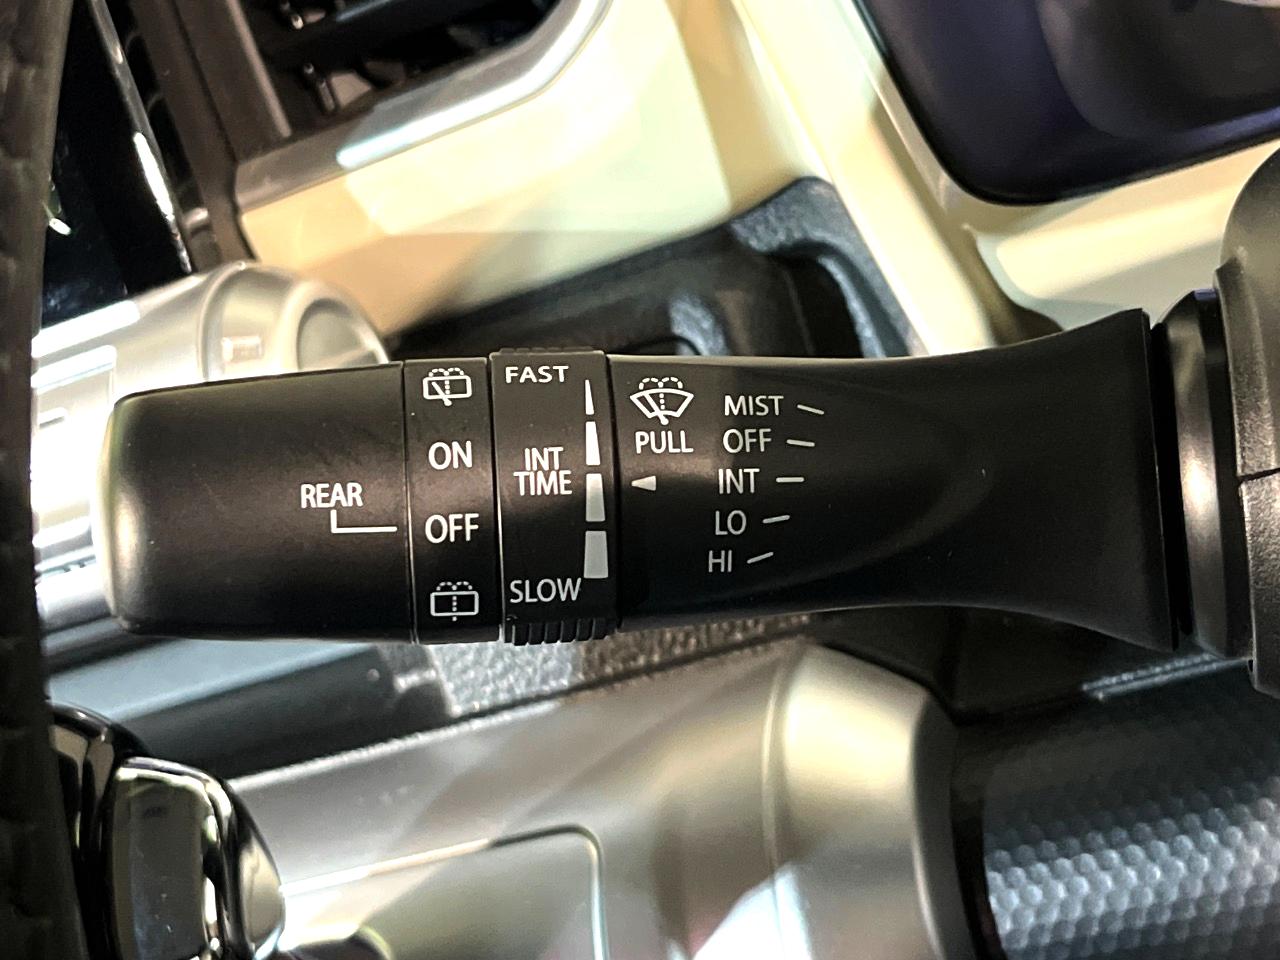 REAR
ON
OFF
FAST
INT
TIME
SLOW
PULL
MIST
OFF
INT
LO
HI